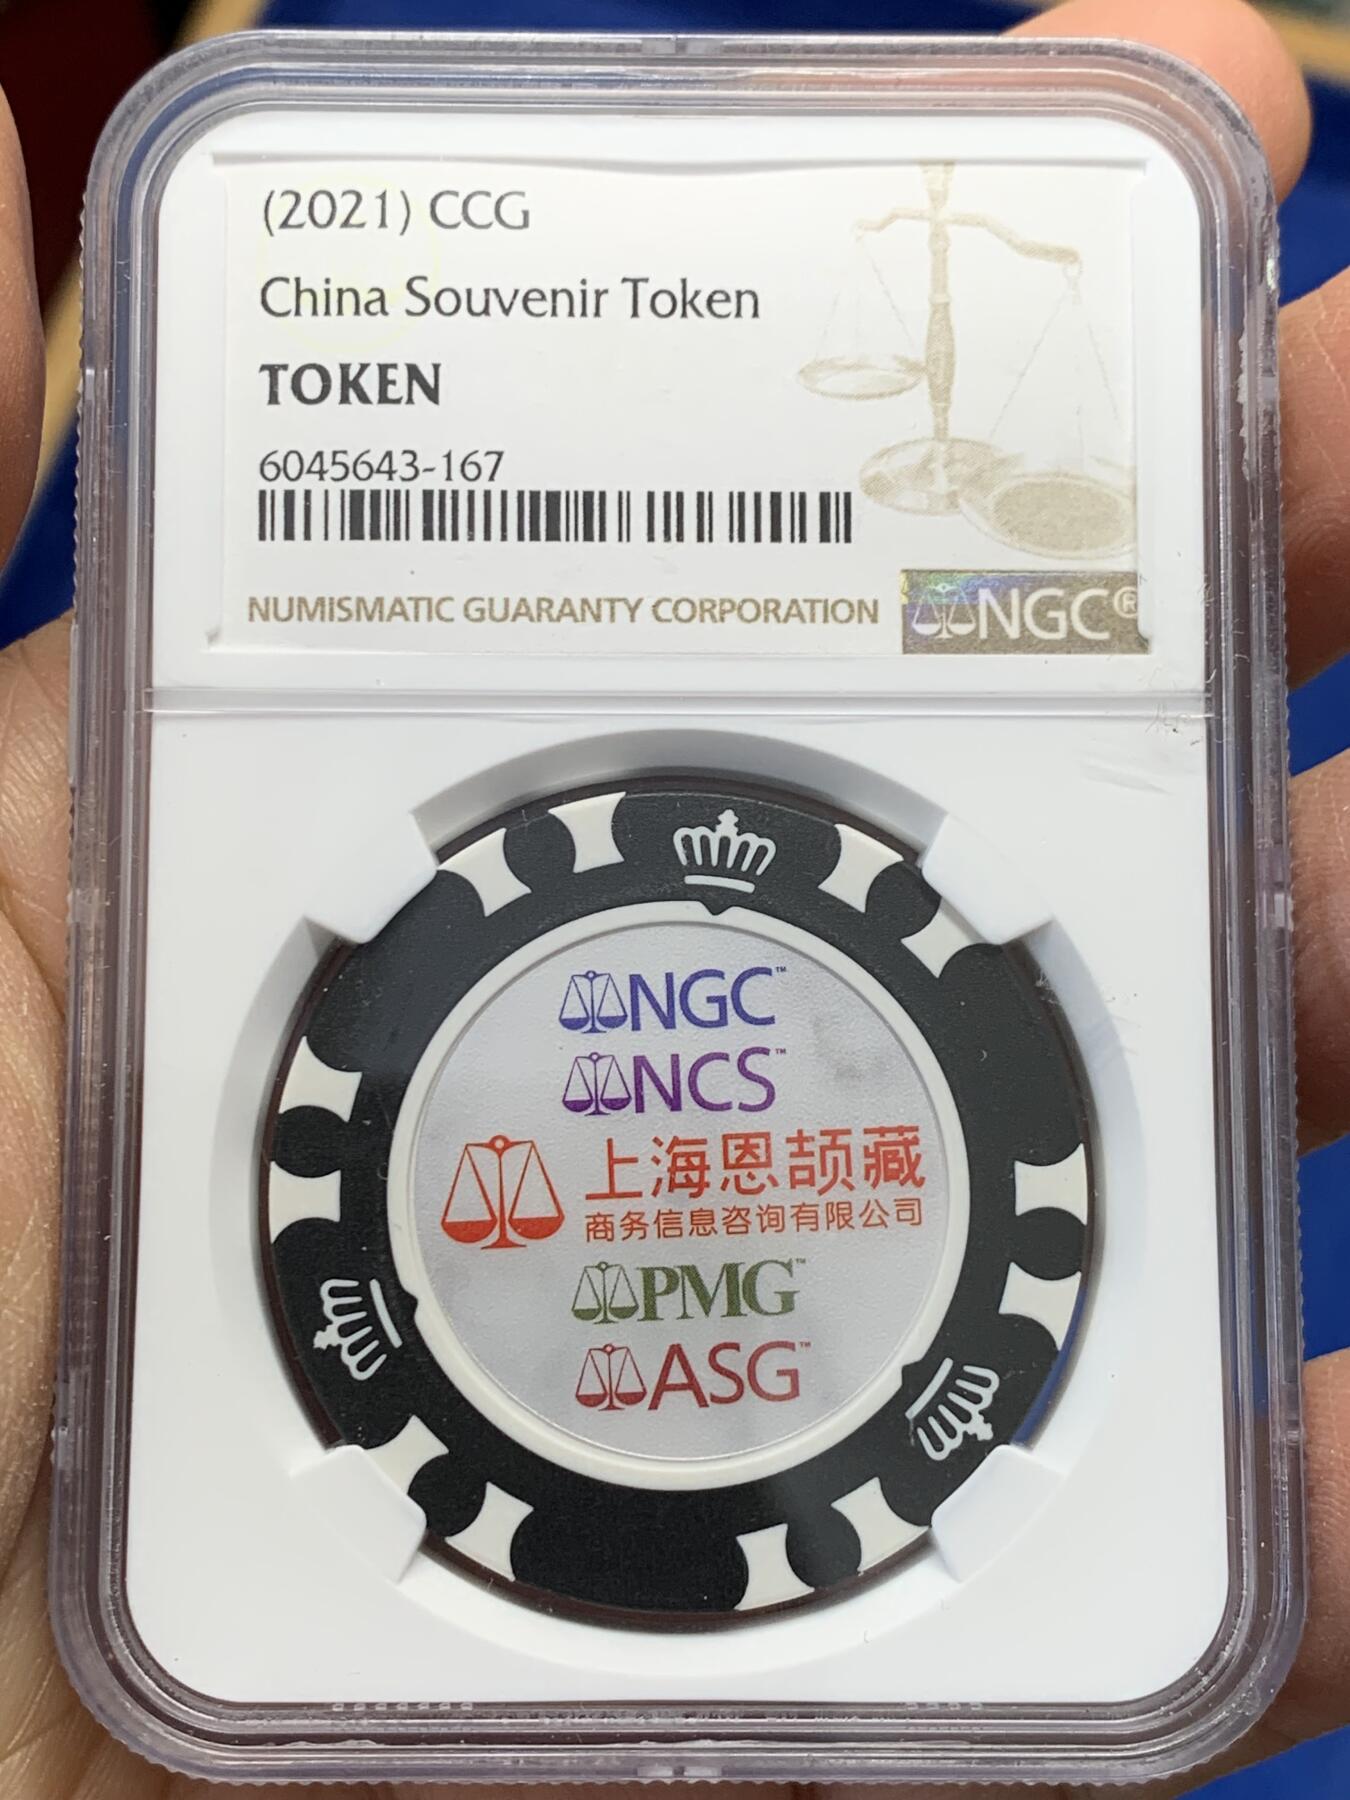 (2021) CCG
China Souvenir Token
TOKEN
6045643-167
NUMISMATIC GUARANTY CORPORATION
NGC®
NGC™
NCS™
上海恩颉藏
商务信息咨询有限公司
PMG™
ASG™